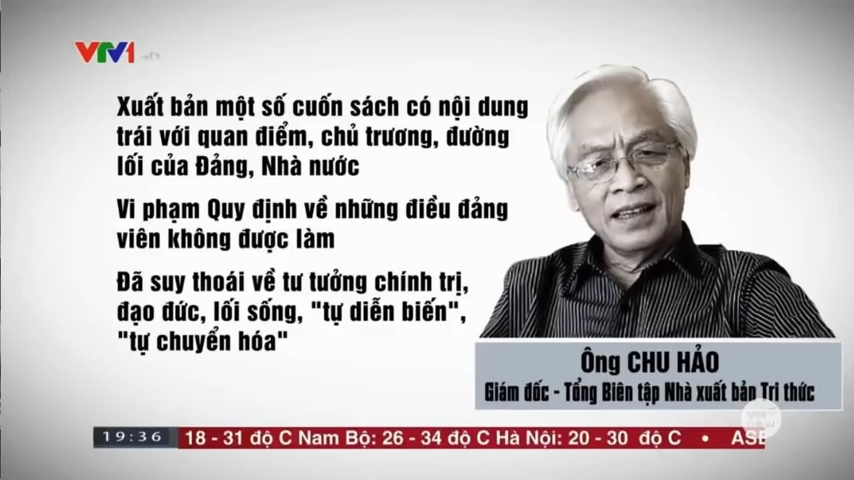 VTV1
Xuất bản một số cuốn sách có nội dung
trái với quan điểm, chủ trương, đường
lối của Đảng, Nhà nước
Vi phạm Quy định về những điều đảng
viên không được làm
Đã suy thoái về tư tưởng chính trị,
đạo đức, lối sống, "tự diễn biến",
"tự chuyển hóa"
Ông CHU HẢO
Giám đốc - Tổng Biên tập Nhà xuất bản Tri thức
19:36 18 - 31 độ C Nam Bộ: 26 - 34 độ C Hà Nội: 20 - 30 độ C • ASE